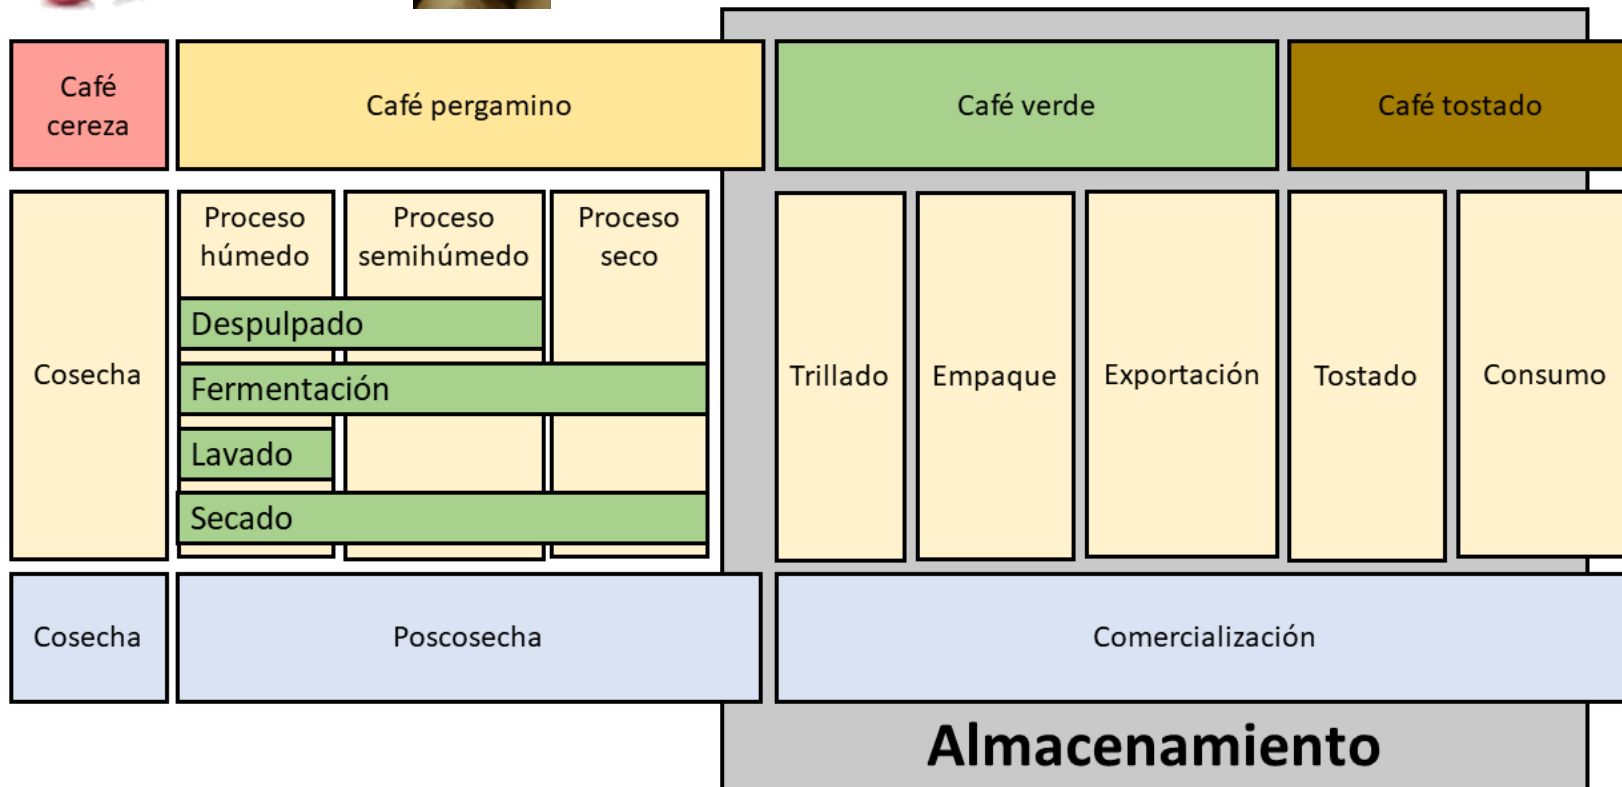 Café
cereza
Café pergamino
Café verde
Café tostado
Cosecha
Proceso
húmedo
Proceso
semihúmedo
Proceso
seco
Despulpado
Fermentación
Lavado
Secado
Trillado
Empaque
Exportación
Tostado
Consumo
Cosecha
Poscosecha
Comercialización
Almacenamiento